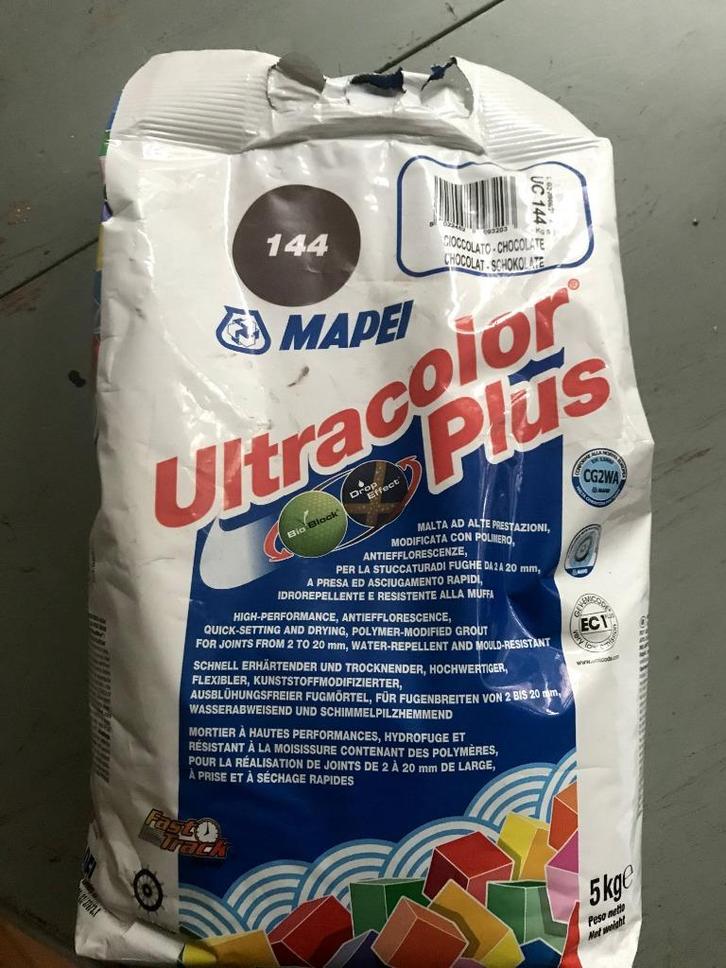 144
UC 144
CIOCCOLATO - CHOCOLATE
CHOCOLAT - SCHOKOLATE
MAPEI
Ultracolor®
Plus
Drop
Effect
Bio Block
CG2WA
MALTA AD ALTE PRESTAZIONI,
MODIFICATA CON POLIMERO,
ANTIEFFLORESCENZE,
PER LA STUCCATURADI FUGHE DA 2 A 20 mm,
A PRESA ED ASCIUGAMENTO RAPIDI,
IDROREPELLENTE E RESISTENTE ALLA MUFFA
HIGH-PERFORMANCE, ANTIEFFLORESCENCE,
QUICK-SETTING AND DRYING, POLYMER-MODIFIED GROUT
FOR JOINTS FROM 2 TO 20 mm, WATER-REPELLENT AND MOULD-RESISTANT
EC1 PLUS
SCHNELL ERHÄRTENDER UND TROCKNENDER, HOCHWERTIGER,
FLEXIBLER, KUNSTSTOFFMODIFIZIERTER,
AUSBLÜHUNGSFREIER FUGMÖRTEL, FÜR FUGENBREITEN VON 2 BIS 20 mm,
WASSERABWEISEND UND SCHIMMELPILZHEMMEND
MORTIER À HAUTES PERFORMANCES, HYDROFUGE ET
RÉSISTANT À LA MOISISSURE CONTENANT DES POLYMÈRES,
POUR LA RÉALISATION DE JOINTS DE 2 À 20 mm DE LARGE,
À PRISE ET À SÉCHAGE RAPIDES
Fast
Track
5 kg e
Peso netto
Net weight